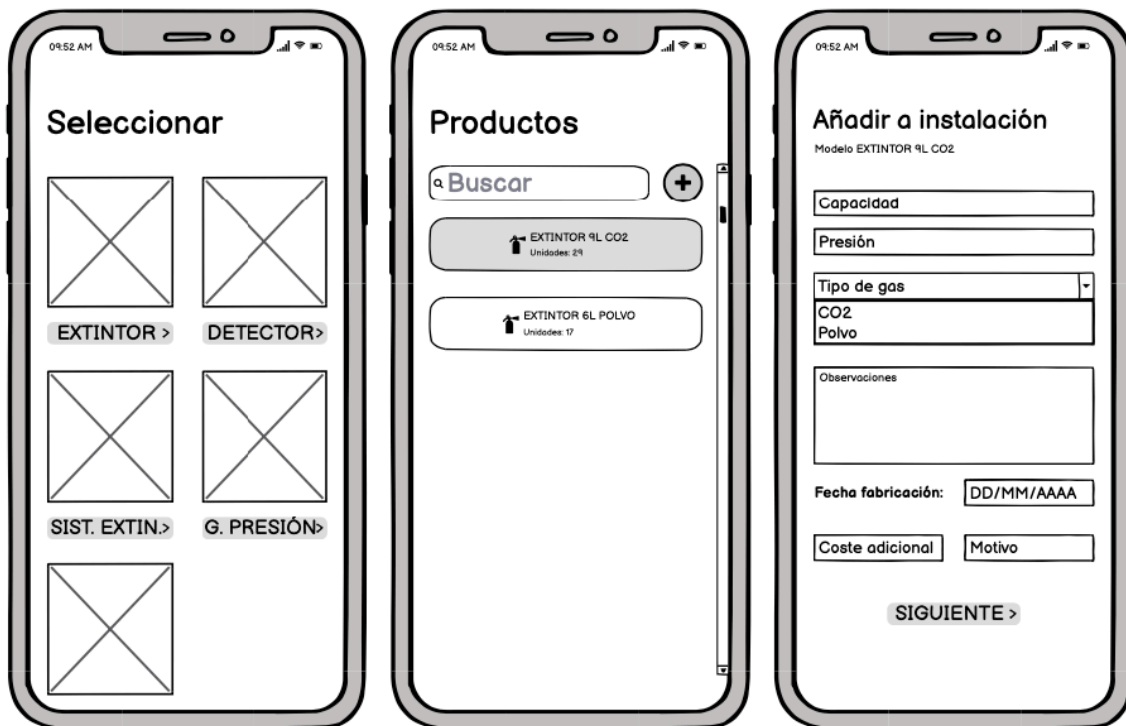 09:52 AM
Seleccionar
EXTINTOR >
DETECTOR>
SIST. EXTIN.>
G. PRESIÓN>
09:52 AM
Productos
Buscar
+
EXTINTOR 9L CO2
Unidades: 29
EXTINTOR 6L POLVO
Unidades: 17
09:52 AM
Añadir a instalación
Modelo EXTINTOR 9L CO2
Capacidad
Presión
Tipo de gas
CO2
Polvo
Observaciones
Fecha fabricación:
DD/MM/AAAA
Coste adicional
Motivo
SIGUIENTE >